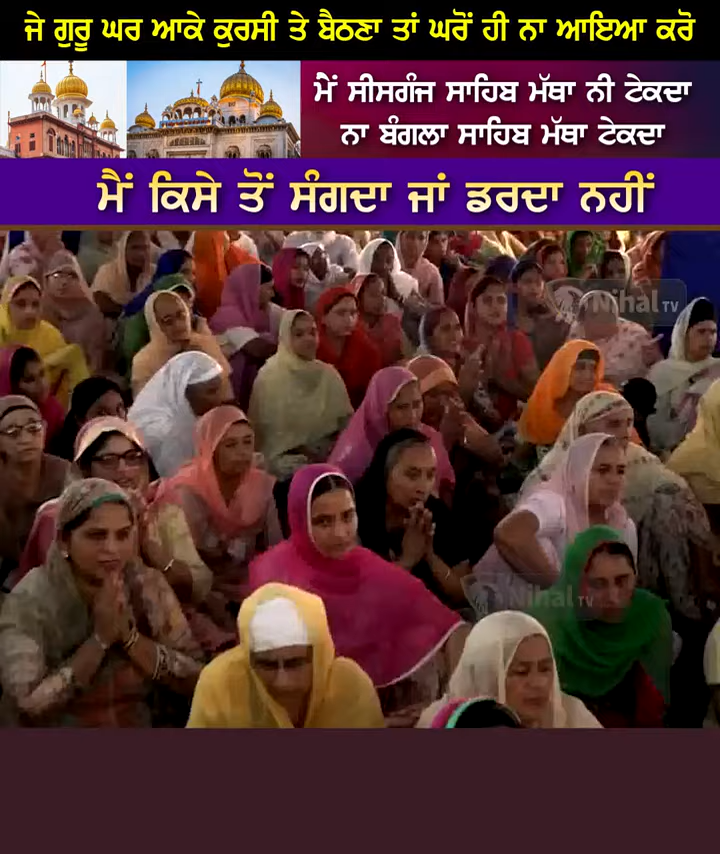 ਜੇ ਗੁਰੂ ਘਰ ਆਕੇ ਕੁਰਸੀ ਤੇ ਬੈਠਣਾ ਤਾਂ ਘਰੋਂ ਹੀ ਨਾ ਆਇਆ ਕਰੋ
ਮੈਂ ਸੀਸਗੰਜ ਸਾਹਿਬ ਮੱਥਾ ਨੀ ਟੇਕਦਾ
ਨਾ ਬੰਗਲਾ ਸਾਹਿਬ ਮੱਥਾ ਟੇਕਦਾ
ਮੈਂ ਕਿਸੇ ਤੋਂ ਸੰਗਦਾ ਜਾਂ ਡਰਦਾ ਨਹੀਂ
Nihal TV
Nihal TV